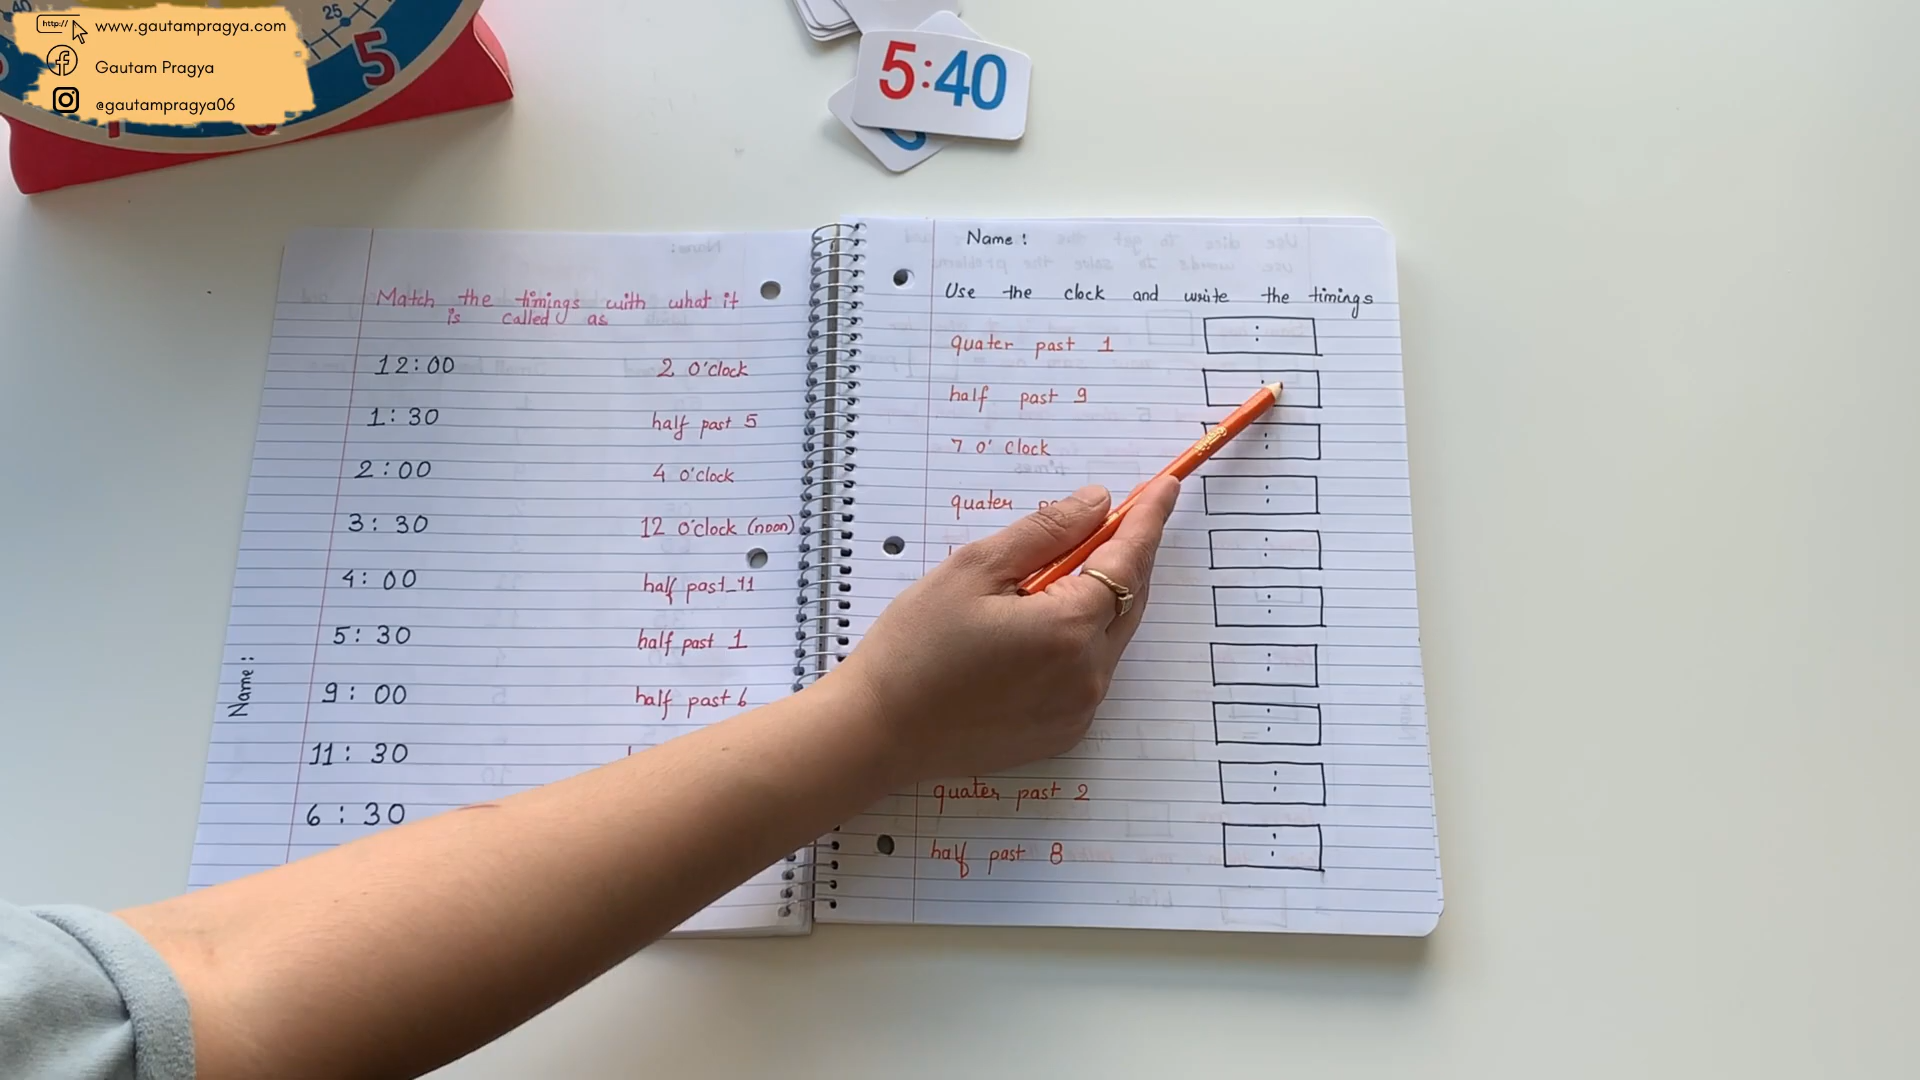 http://
www.gautampragya.com
Gautam Pragya
@gautampragya06
25
5
5:40
Match the timings with what it
is called as
12:00 2 O'clock
1:30 half past 5
2:00 4 O'clock
3:30 12 O'clock (noon)
4:00 half past 11
5:30 half past 1
9:00 half past 6
11:30
6:30
Name:
Name:
Use the clock and write the timings
quater past 1 :
half past 9 :
7 o' clock :
quater :
:
:
:
:
quater past 2 :
half past 8 :